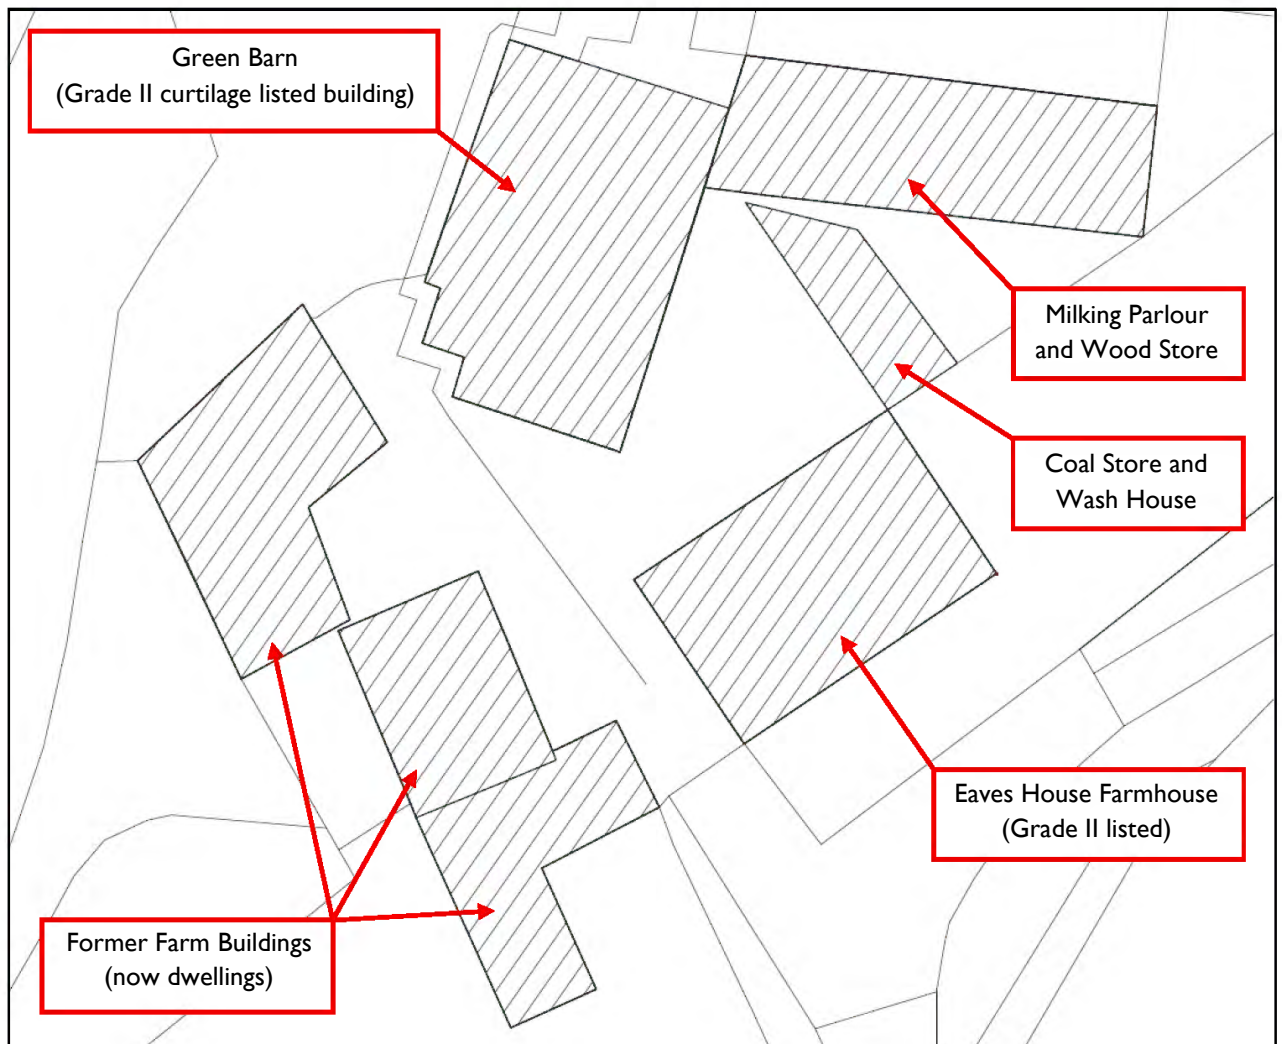 Green Barn
(Grade II curtilage listed building)
Milking Parlour
and Wood Store
Coal Store and
Wash House
Eaves House Farmhouse
(Grade II listed)
Former Farm Buildings
(now dwellings)